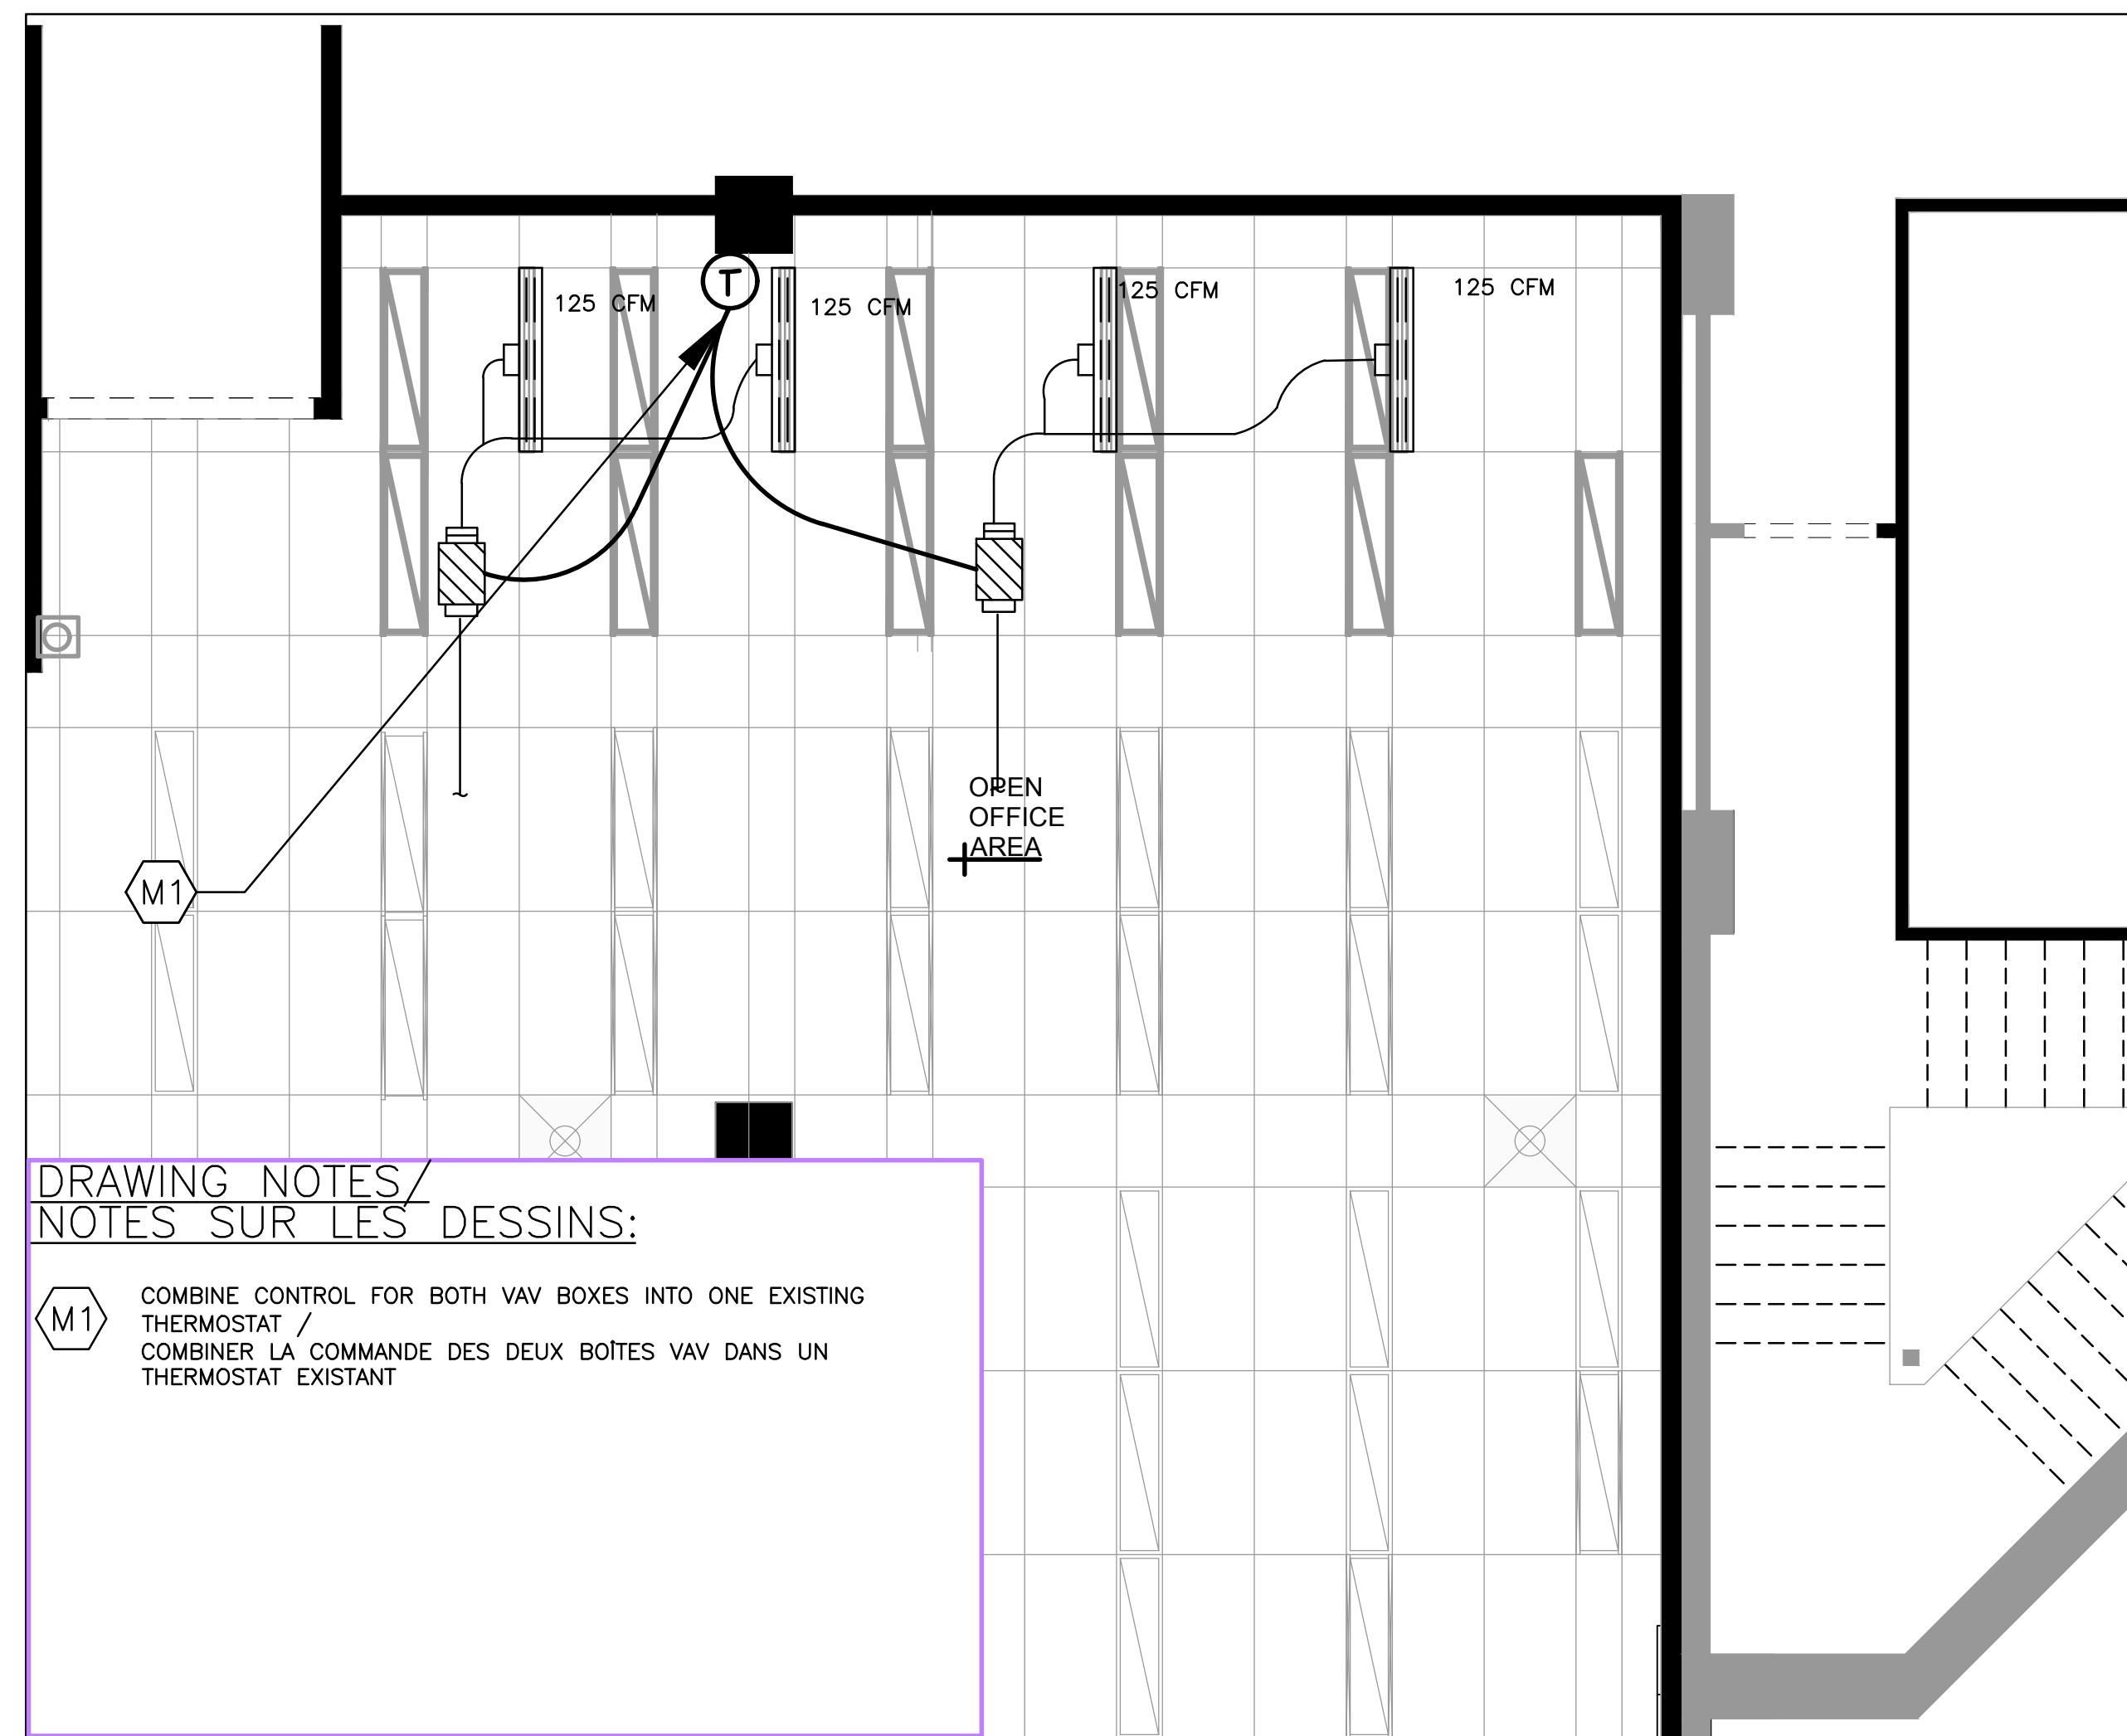 T
125 CFM
125 CFM
125 CFM
125 CFM
OPEN
OFFICE
AREA
M1
DRAWING NOTES /
NOTES SUR LES DESSINS:
M1
COMBINE CONTROL FOR BOTH VAV BOXES INTO ONE EXISTING
THERMOSTAT /
COMBINER LA COMMANDE DES DEUX BOÎTES VAV DANS UN
THERMOSTAT EXISTANT